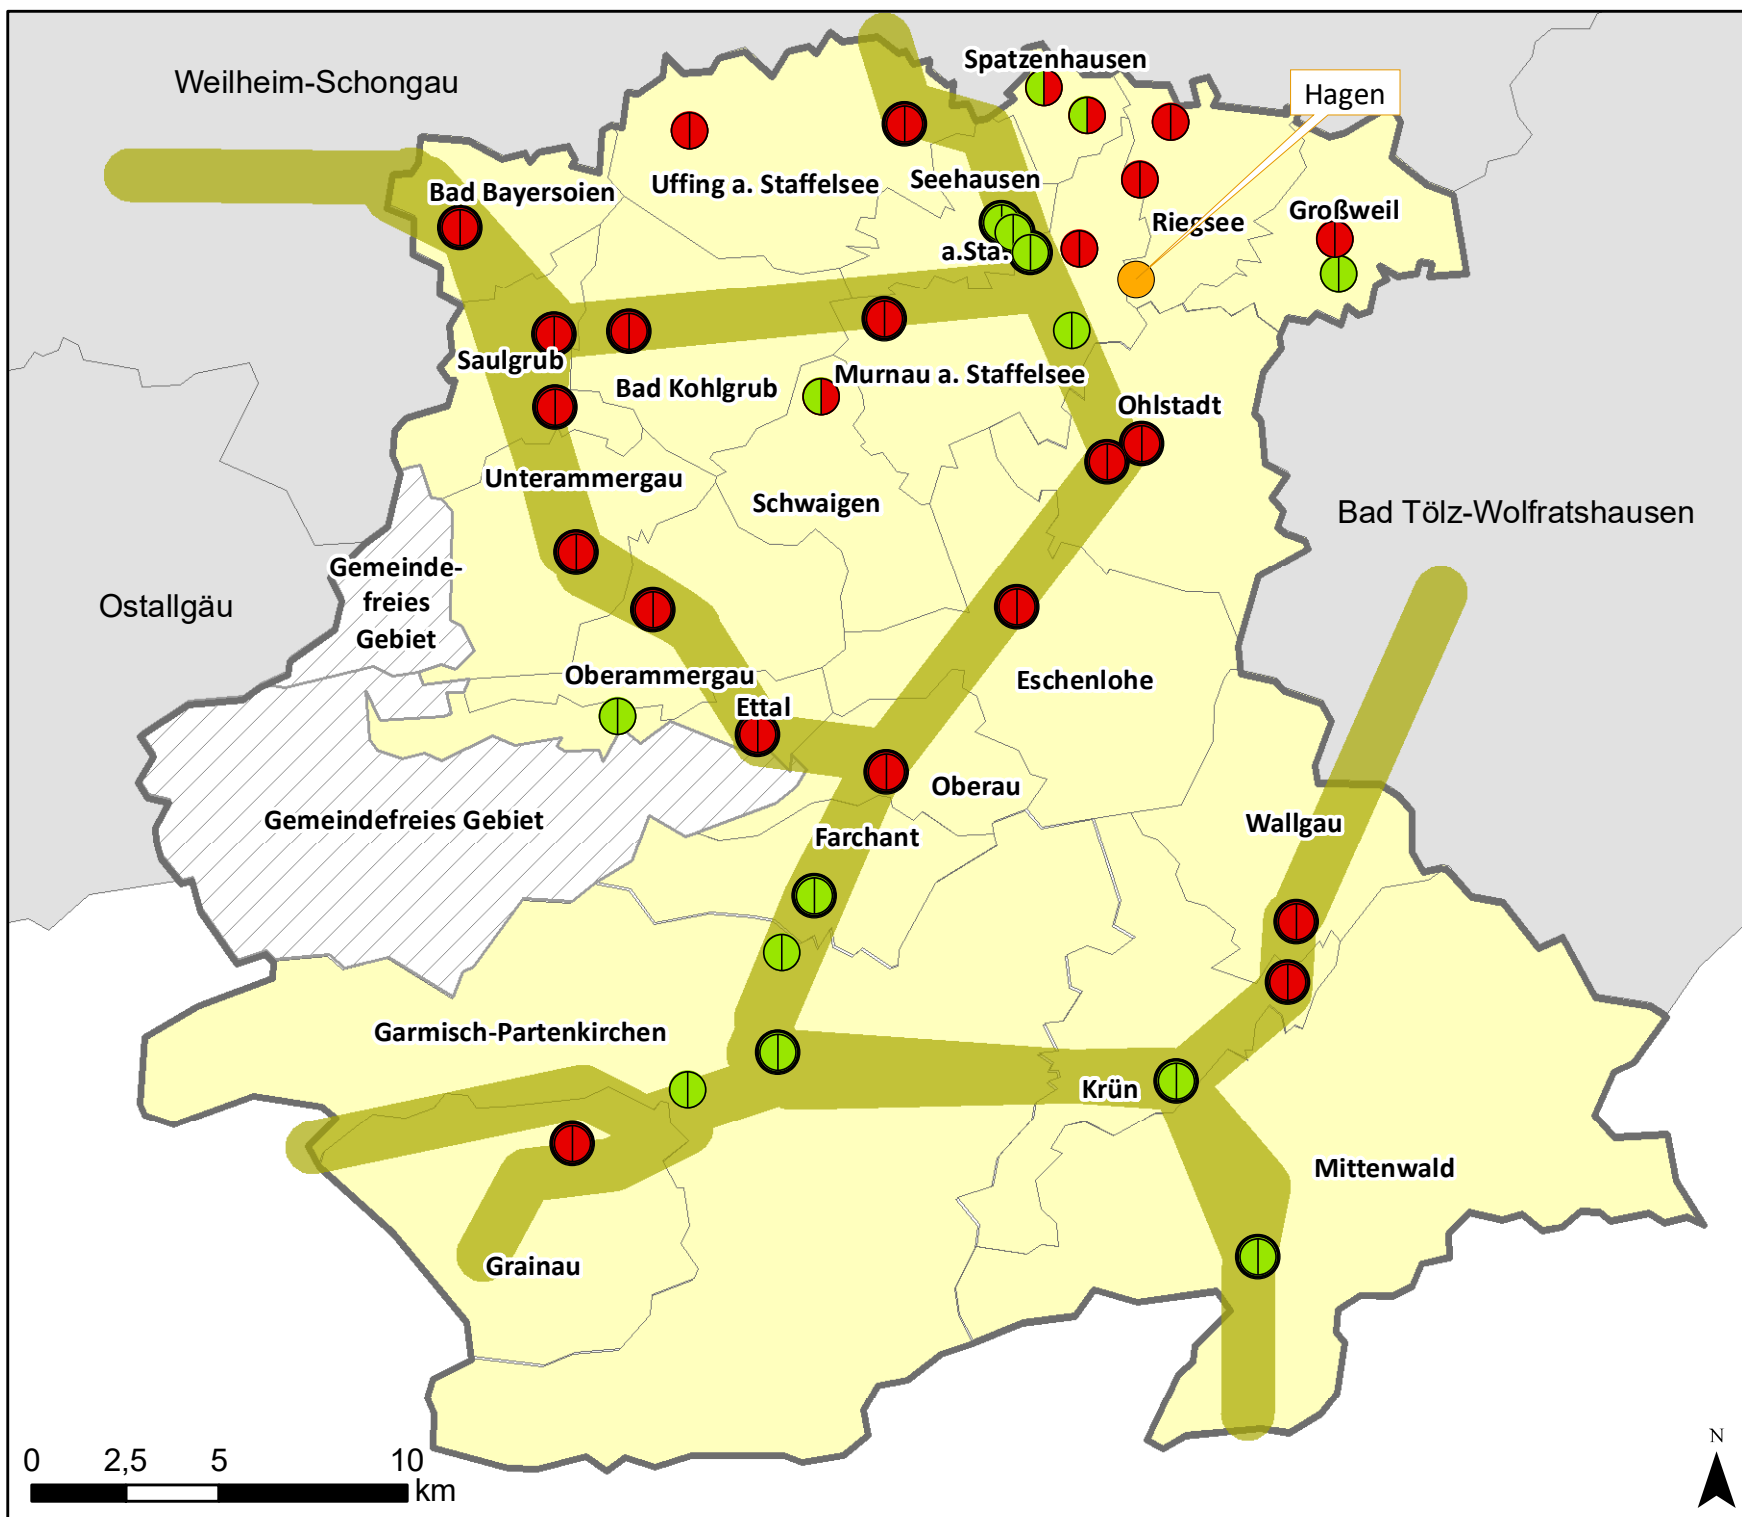 Spatzenhausen
Weilheim-Schongau
Hagen
Bad Bayersoien
Uffing a. Staffelsee
Seehausen
a.Sta.
Riegsee
Großweil
Saulgrub
Bad Kohlgrub
Murnau a. Staffelsee
Ohlstadt
Unterammergau
Schwaigen
Bad Tölz-Wolfratshausen
Gemeinde-
freies
Gebiet
Ostallgäu
Oberammergau
Ettal
Eschenlohe
Oberau
Gemeindefreies Gebiet
Farchant
Wallgau
Garmisch-Partenkirchen
Krün
Mittenwald
Grainau
0 2,5 5 10
km
N